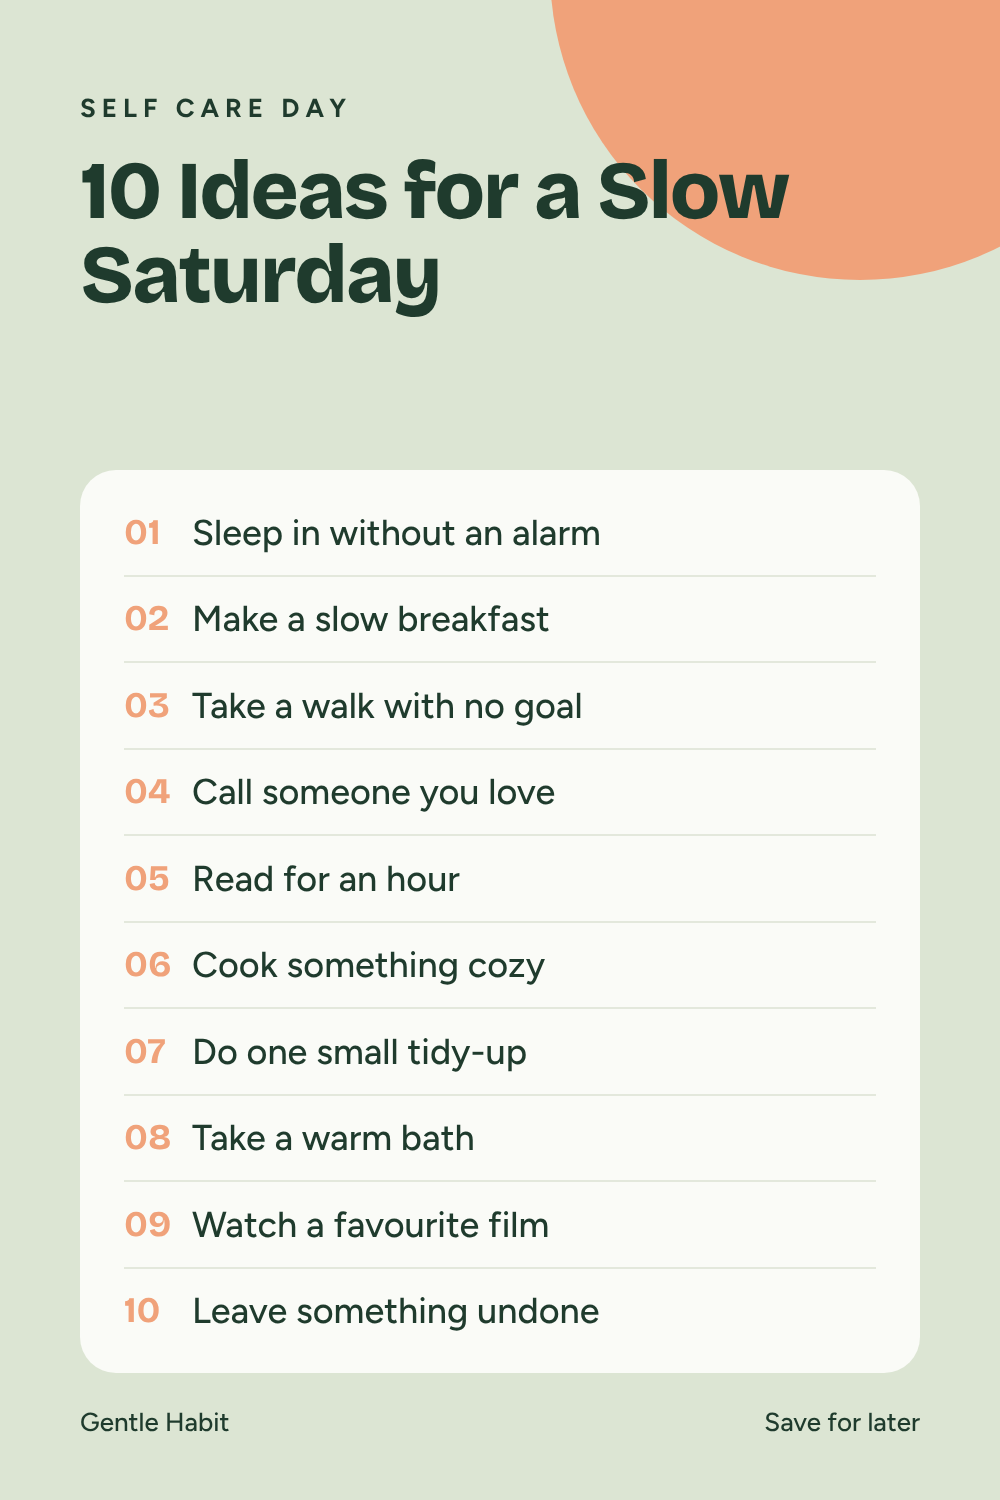 SELF CARE DAY
10 Ideas for a Slow
Saturday
01 Sleep in without an alarm
02 Make a slow breakfast
03 Take a walk with no goal
04 Call someone you love
05 Read for an hour
06 Cook something cozy
07 Do one small tidy-up
08 Take a warm bath
09 Watch a favourite film
10 Leave something undone
Gentle Habit
Save for later